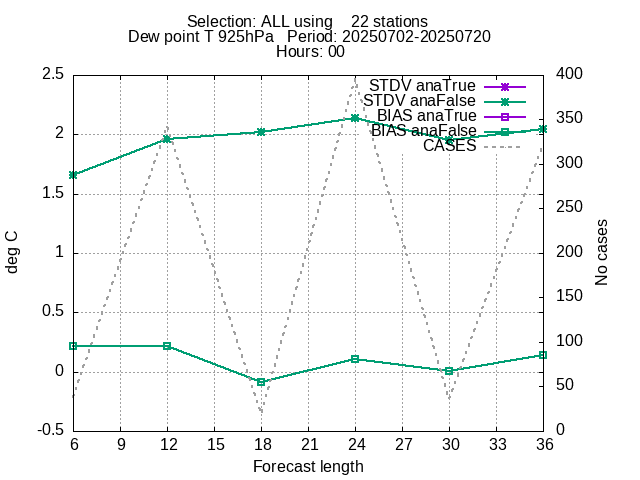 Selection: ALL using    22 stations
Dew point T 925hPa   Period: 20250702-20250720
Hours: 00
STDV anaTrue
STDV anaFalse
BIAS anaTrue
BIAS anaFalse
CASES
2.5
2
1.5
1
0.5
0
-0.5
deg C
400
350
300
250
200
150
100
50
0
No cases
6 9 12 15 18 21 24 27 30 33 36
Forecast length